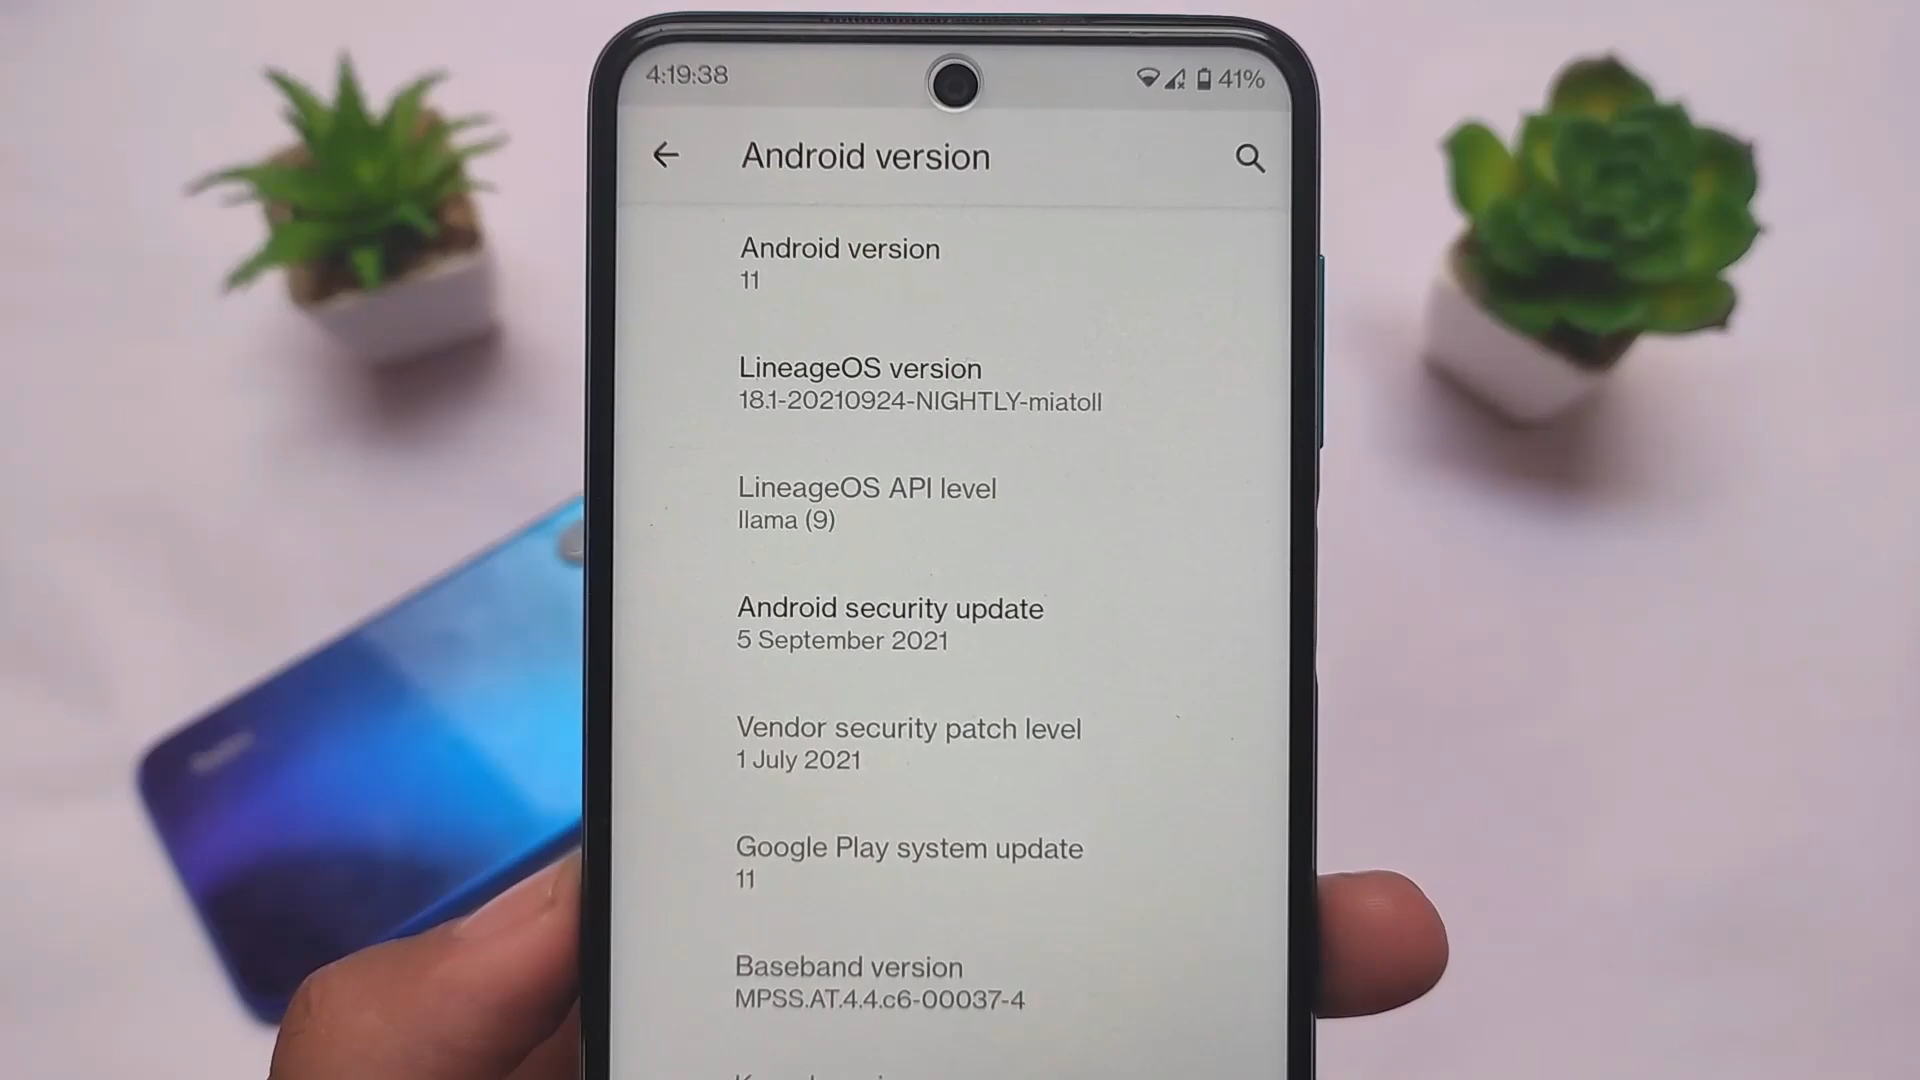 4:19:38
41%
Android version
Android version
11
LineageOS version
18.1-20210924-NIGHTLY-miatoll
LineageOS API level
llama (9)
Android security update
5 September 2021
Vendor security patch level
1 July 2021
Google Play system update
11
Baseband version
MPSS.AT.4.4.c6-00037-4